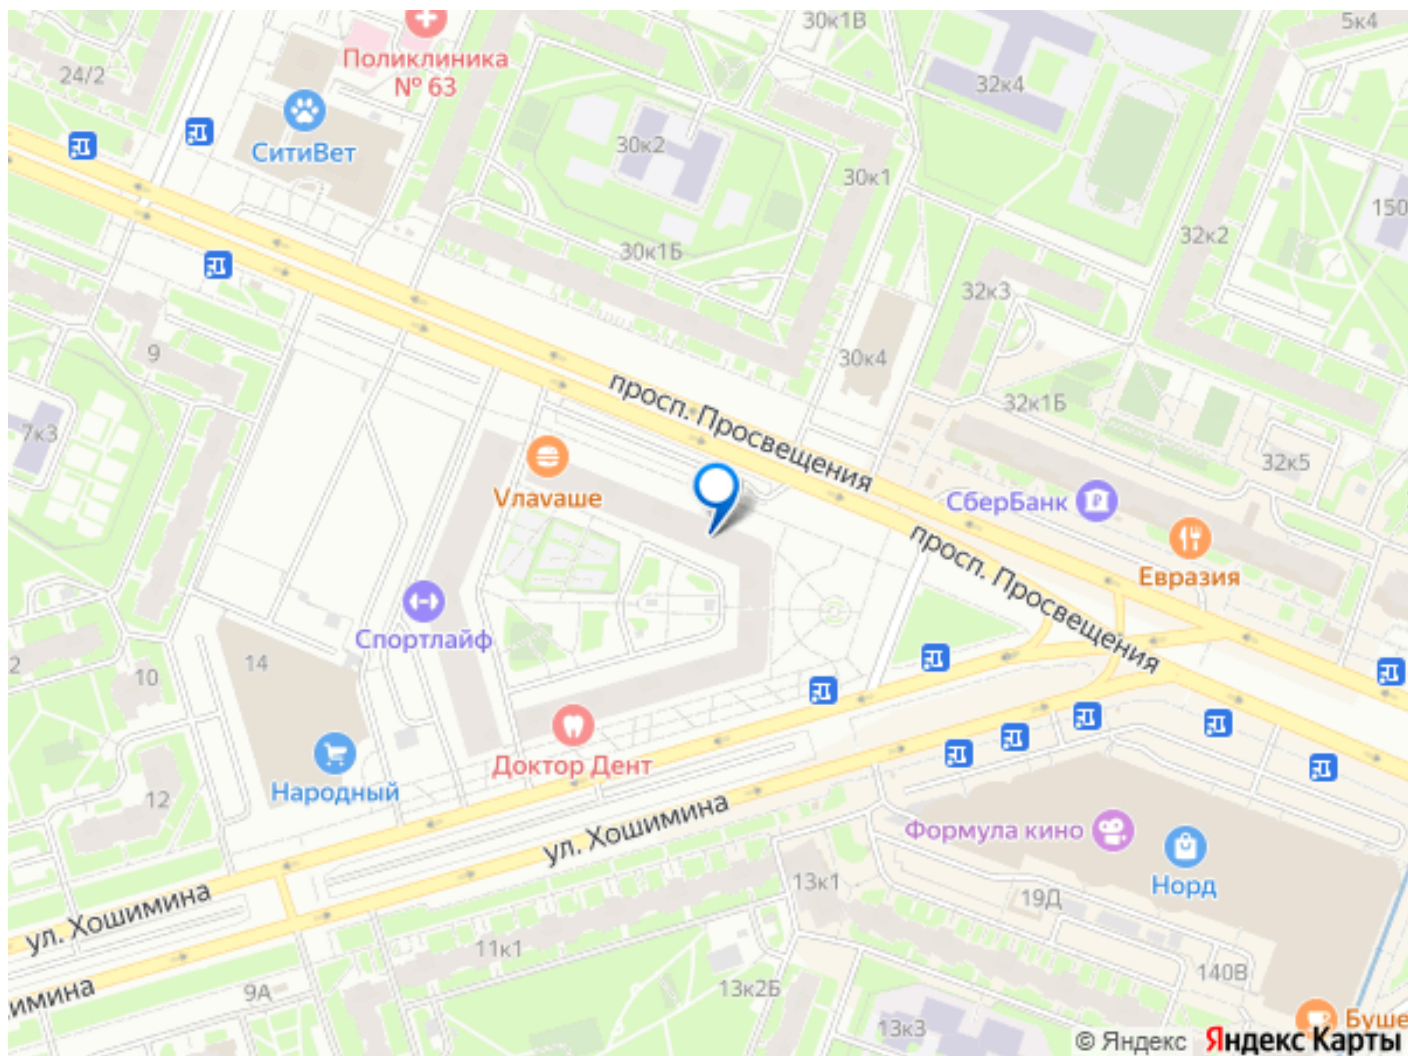 30к1В
5к4
Поликлиника
№ 63
24/2
32к4
СитиВет
30к2
30к1
150
32к2
30к1Б
32к3
9
30к4
просп. Просвещения
32к1Б
7к3
32к5
Vлаvаше
СберБанк
просп. Просвещения
Евразия
Спортлайф
14
2
10
Доктор Дент
Народный
12
ул. Хошимина
Формула кино
Норд
13к1
19Д
ул. Хошимина
11к1
140В
имина
9А
13к2Б
13к3
Буше
© Яндекс Яндекс Карты